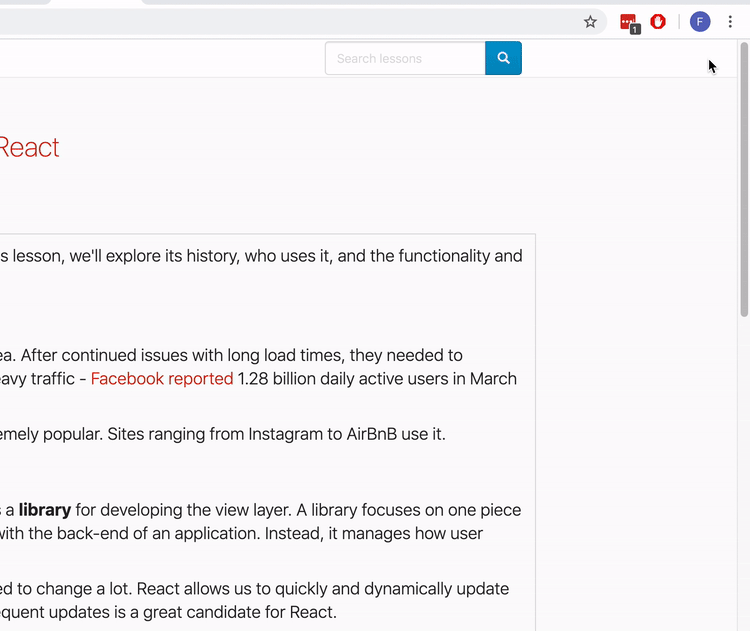 1
F
Search lessons
React
s lesson, we'll explore its history, who uses it, and the functionality and
ea. After continued issues with long load times, they needed to
eavy traffic - Facebook reported 1.28 billion daily active users in March
emely popular. Sites ranging from Instagram to AirBnB use it.
s a library for developing the view layer. A library focuses on one piece
with the back-end of an application. Instead, it manages how user
ed to change a lot. React allows us to quickly and dynamically update
equent updates is a great candidate for React.